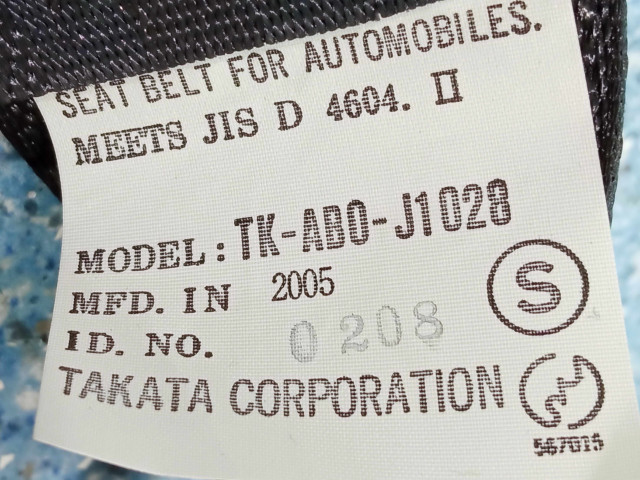 SEAT BELT FOR AUTOMOBILES.
MEETS JIS D 4604. II
MODEL: TK-AB0-J1028
MFD. IN 2005
S
ID. NO. 0208
TAKATA CORPORATION
567015